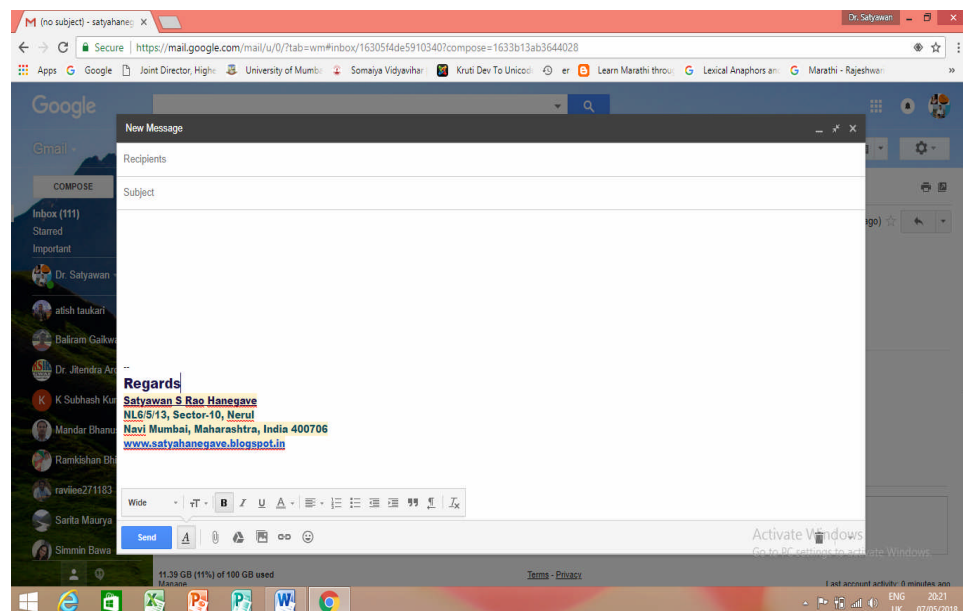 (no subject) - satyahaneg
Dr. Satyawan
Secure | https://mail.google.com/mail/u/0/?tab=wm#inbox/16305f4de5910340?compose=1633b13ab3644028
Apps Google Joint Director, Highe University of Mumba Somaiya Vidyavihar Kruti Dev To Unicod er Learn Marathi throu Lexical Anaphors an Marathi - Rajeshwa »
Google
New Message
Gmail
Recipients
COMPOSE
Subject
Inbox (111)
Starred
ago)
Important
Dr. Satyawan
atish taukari
Baliram Gaikwa
Dr. Jitendra Ar
K Subhash Kur
Mandar Bhanu
Ramkishan Bhi
raviiee271183
Sarita Maurya
Simmin Bawa
--
Regards
Satyawan S Rao Hanegave
NL6/5/13, Sector-10, Nerul
Navi Mumbai, Maharashtra, India 400706
www.satyahanegave.blogspot.in
Wide
Send
Activate Windows
Go to PC settings to activate Windows.
11.39 GB (11%) of 100 GB used
Manage
Terms - Privacy
Last account activity: 0 minutes ago
ENG 20:21
UK 07/05/2018